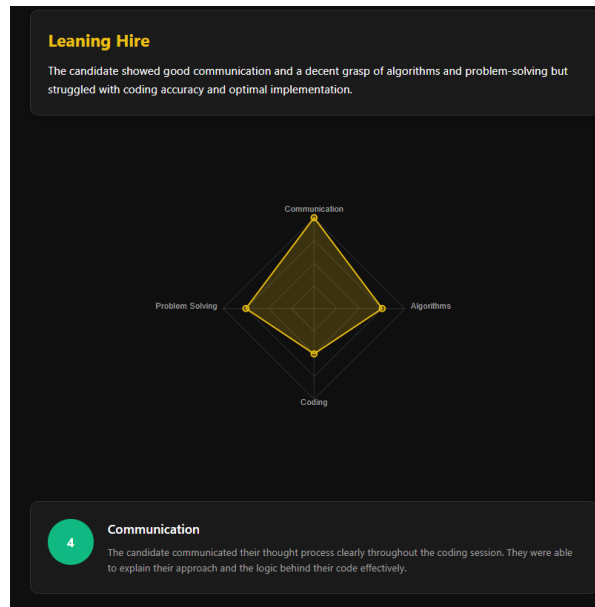 Leaning Hire
The candidate showed good communication and a decent grasp of algorithms and problem-solving but
struggled with coding accuracy and optimal implementation.
Communication
Problem Solving
Algorithms
Coding
4
Communication
The candidate communicated their thought process clearly throughout the coding session. They were able
to explain their approach and the logic behind their code effectively.